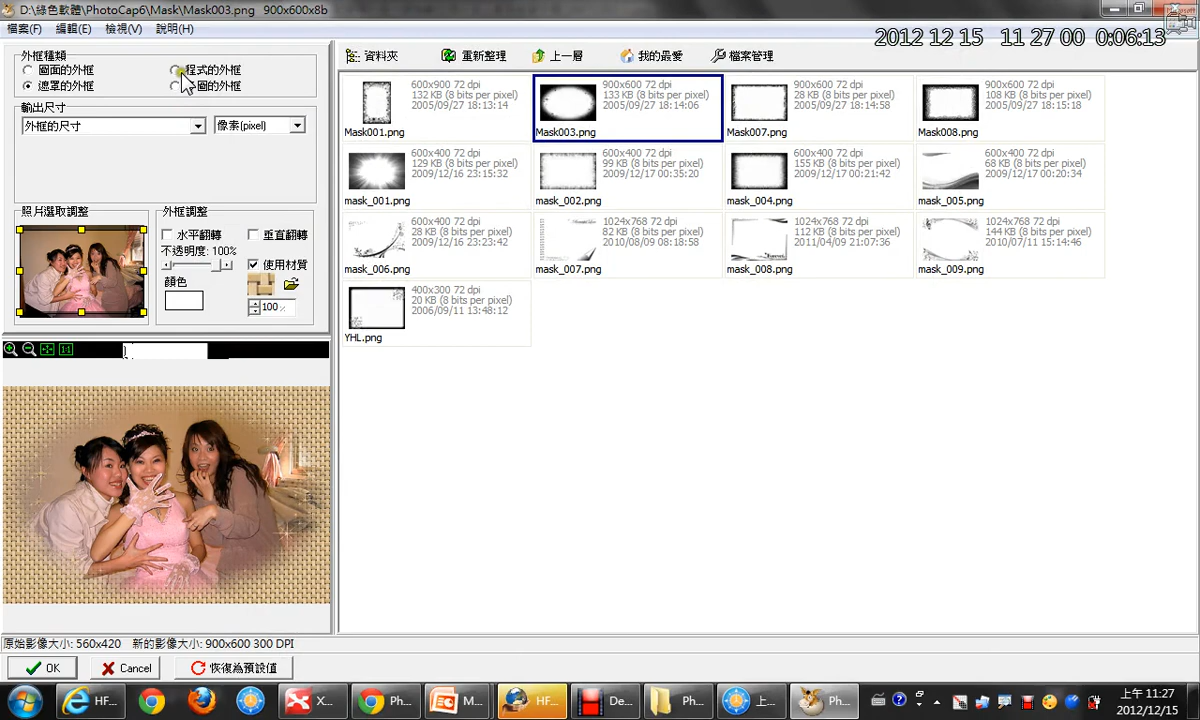 D:\綠色軟體\PhotoCap6\Mask\Mask003.png 900x600x8b
檔案(F) 編輯(E) 檢視(V) 說明(H)
2012 12 15 11 27 00 0:06:13
外框種類
圖面的外框 程式的外框
遮罩的外框 圖的外框
輸出尺寸
外框的尺寸 像素(pixel)
照片選取調整 外框調整
水平翻轉 垂直翻轉
不透明度: 100%
使用材質
顏色
100%
資料夾 重新整理 上一層 我的最愛 檔案管理
600x900 72 dpi
132 KB (8 bits per pixel)
2005/09/27 18:13:14
Mask001.png
900x600 72 dpi
133 KB (8 bits per pixel)
2005/09/27 18:14:06
Mask003.png
900x600 72 dpi
28 KB (8 bits per pixel)
2005/09/27 18:14:58
Mask007.png
900x600 72 dpi
108 KB (8 bits per pixel)
2005/09/27 18:15:18
Mask008.png
600x400 72 dpi
129 KB (8 bits per pixel)
2009/12/16 23:15:32
mask_001.png
600x400 72 dpi
99 KB (8 bits per pixel)
2009/12/17 00:35:20
mask_002.png
600x400 72 dpi
155 KB (8 bits per pixel)
2009/12/17 00:21:42
mask_004.png
600x400 72 dpi
68 KB (8 bits per pixel)
2009/12/17 00:20:34
mask_005.png
600x400 72 dpi
28 KB (8 bits per pixel)
2009/12/16 23:23:42
mask_006.png
1024x768 72 dpi
82 KB (8 bits per pixel)
2010/08/09 08:18:58
mask_007.png
1024x768 72 dpi
112 KB (8 bits per pixel)
2011/04/09 21:07:36
mask_008.png
1024x768 72 dpi
144 KB (8 bits per pixel)
2010/07/11 15:14:46
mask_009.png
400x300 72 dpi
20 KB (8 bits per pixel)
2006/09/11 13:48:12
YHL.png
1:1
原始影像大小: 560x420 新的影像大小: 900x600 300 DPI
OK Cancel 恢復為預設值
HF... X... Ph... M... HF... De... Ph... 上... Ph...
上午 11:27
2012/12/15